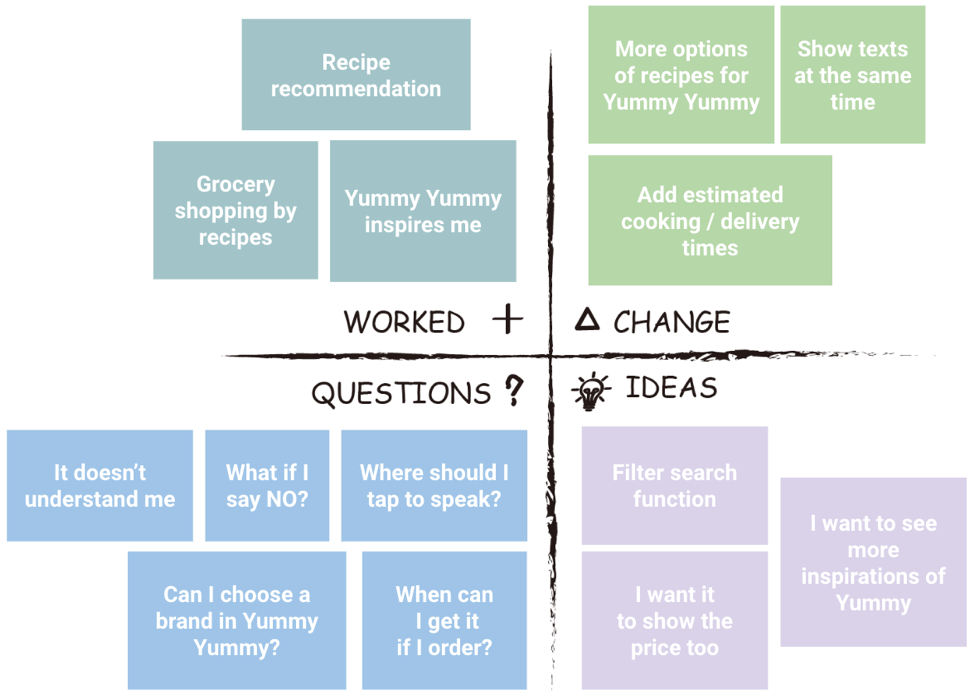 Recipe
recommendation
Grocery
shopping by
recipes
Yummy Yummy
inspires me
WORKED +
More options
of recipes for
Yummy Yummy
Show texts
at the same
time
Add estimated
cooking / delivery
times
Δ CHANGE
QUESTIONS ?
It doesn’t
understand me
What if I
say NO?
Where should I
tap to speak?
Can I choose a
brand in Yummy
Yummy?
When can
I get it
if I order?
IDEAS
Filter search
function
I want to see
more
inspirations of
Yummy
I want it
to show the
price too